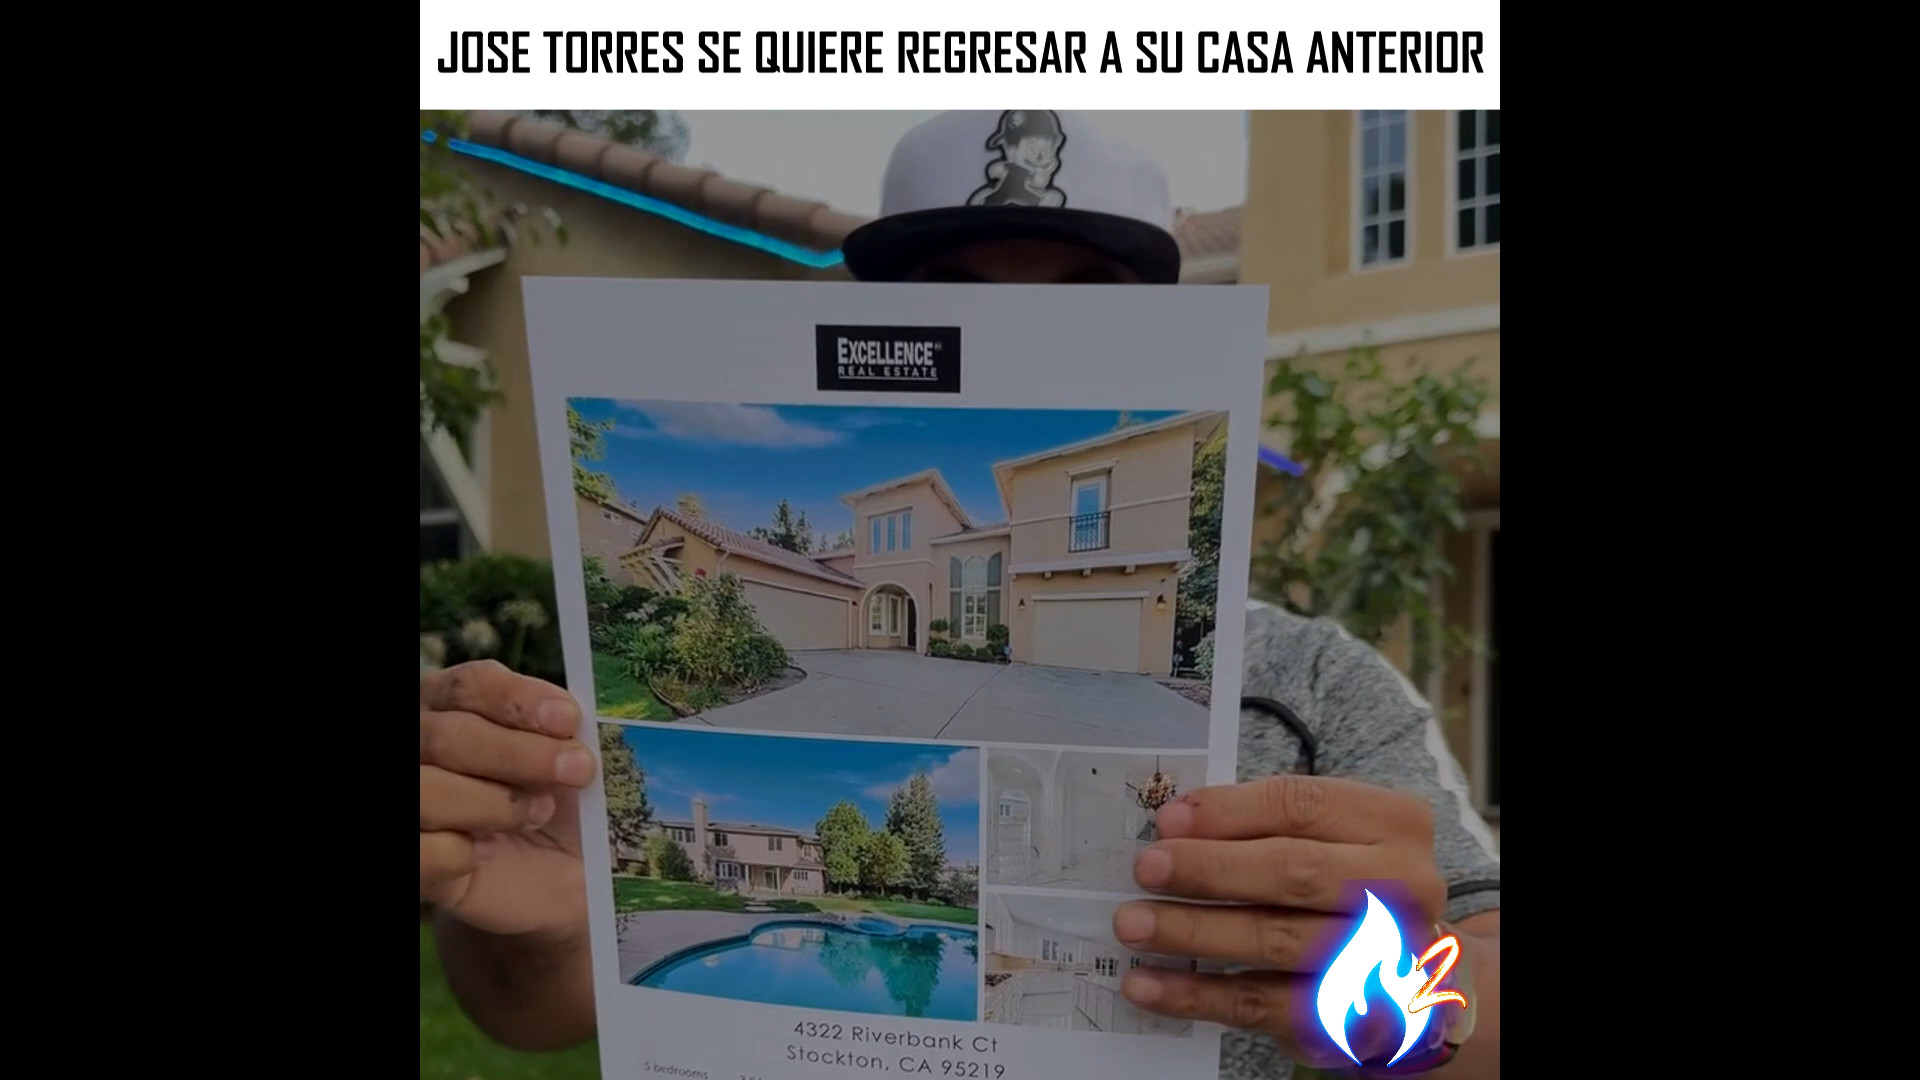 JOSE TORRES SE QUIERE REGRESAR A SU CASA ANTERIOR
EXCELLENCE
REAL ESTATE
4322 Riverbank Ct
Stockton, CA 95219
5 bedrooms
2